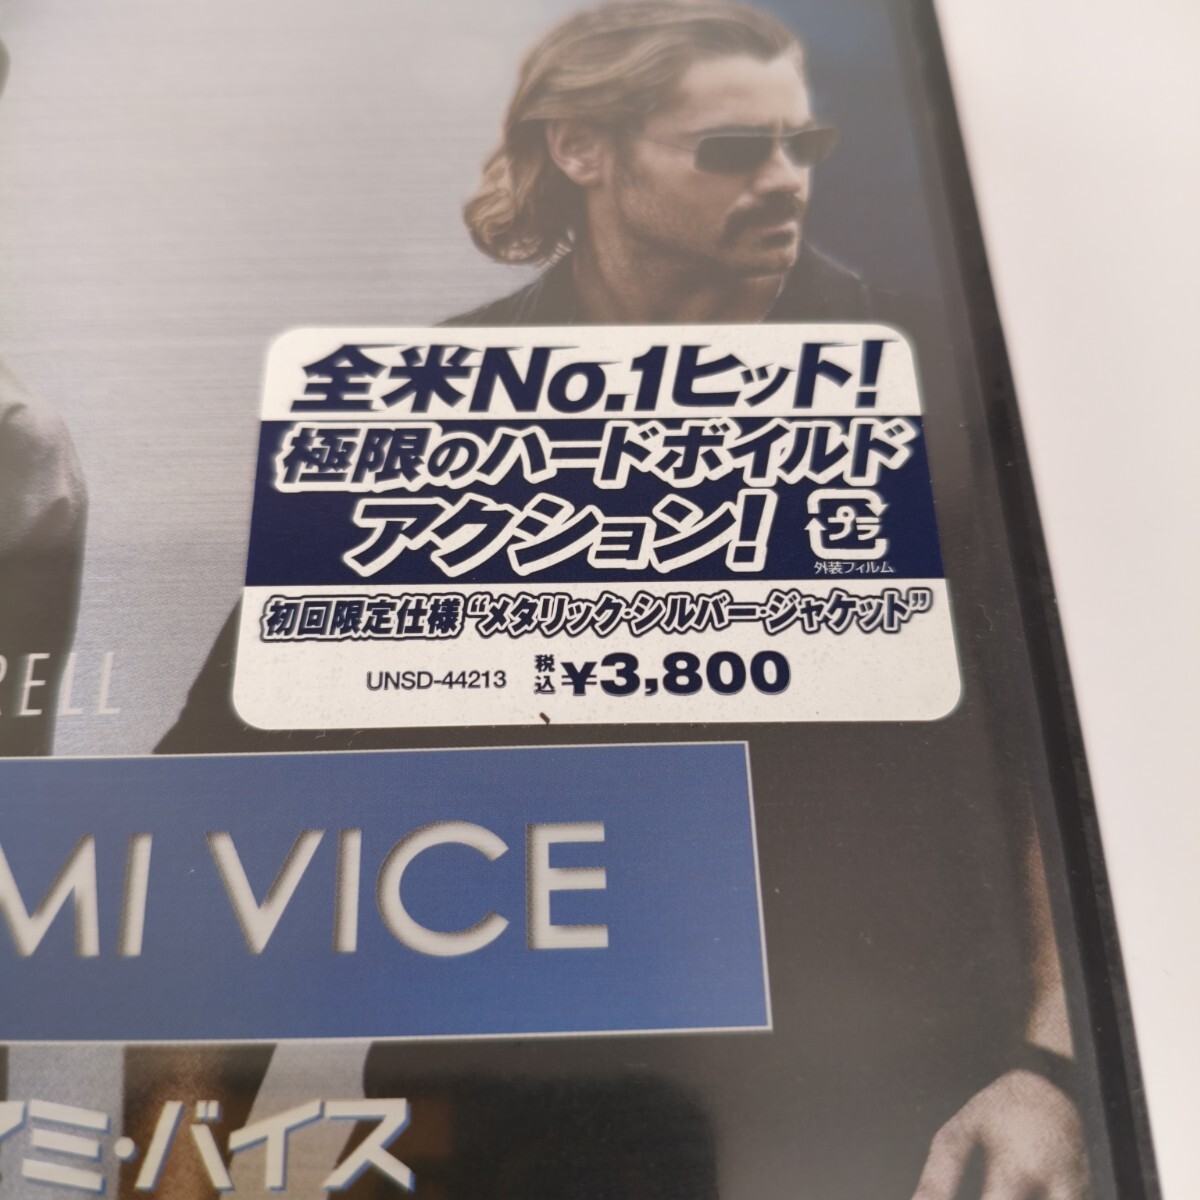 全米No.1ヒット!
極限のハードボイルド
アクション!
プラ
外装フィルム
初回限定仕様“メタリック・シルバー・ジャケット”
UNSD-44213 税込 ¥3,800
RELL
MI VICE
イミ・バイス